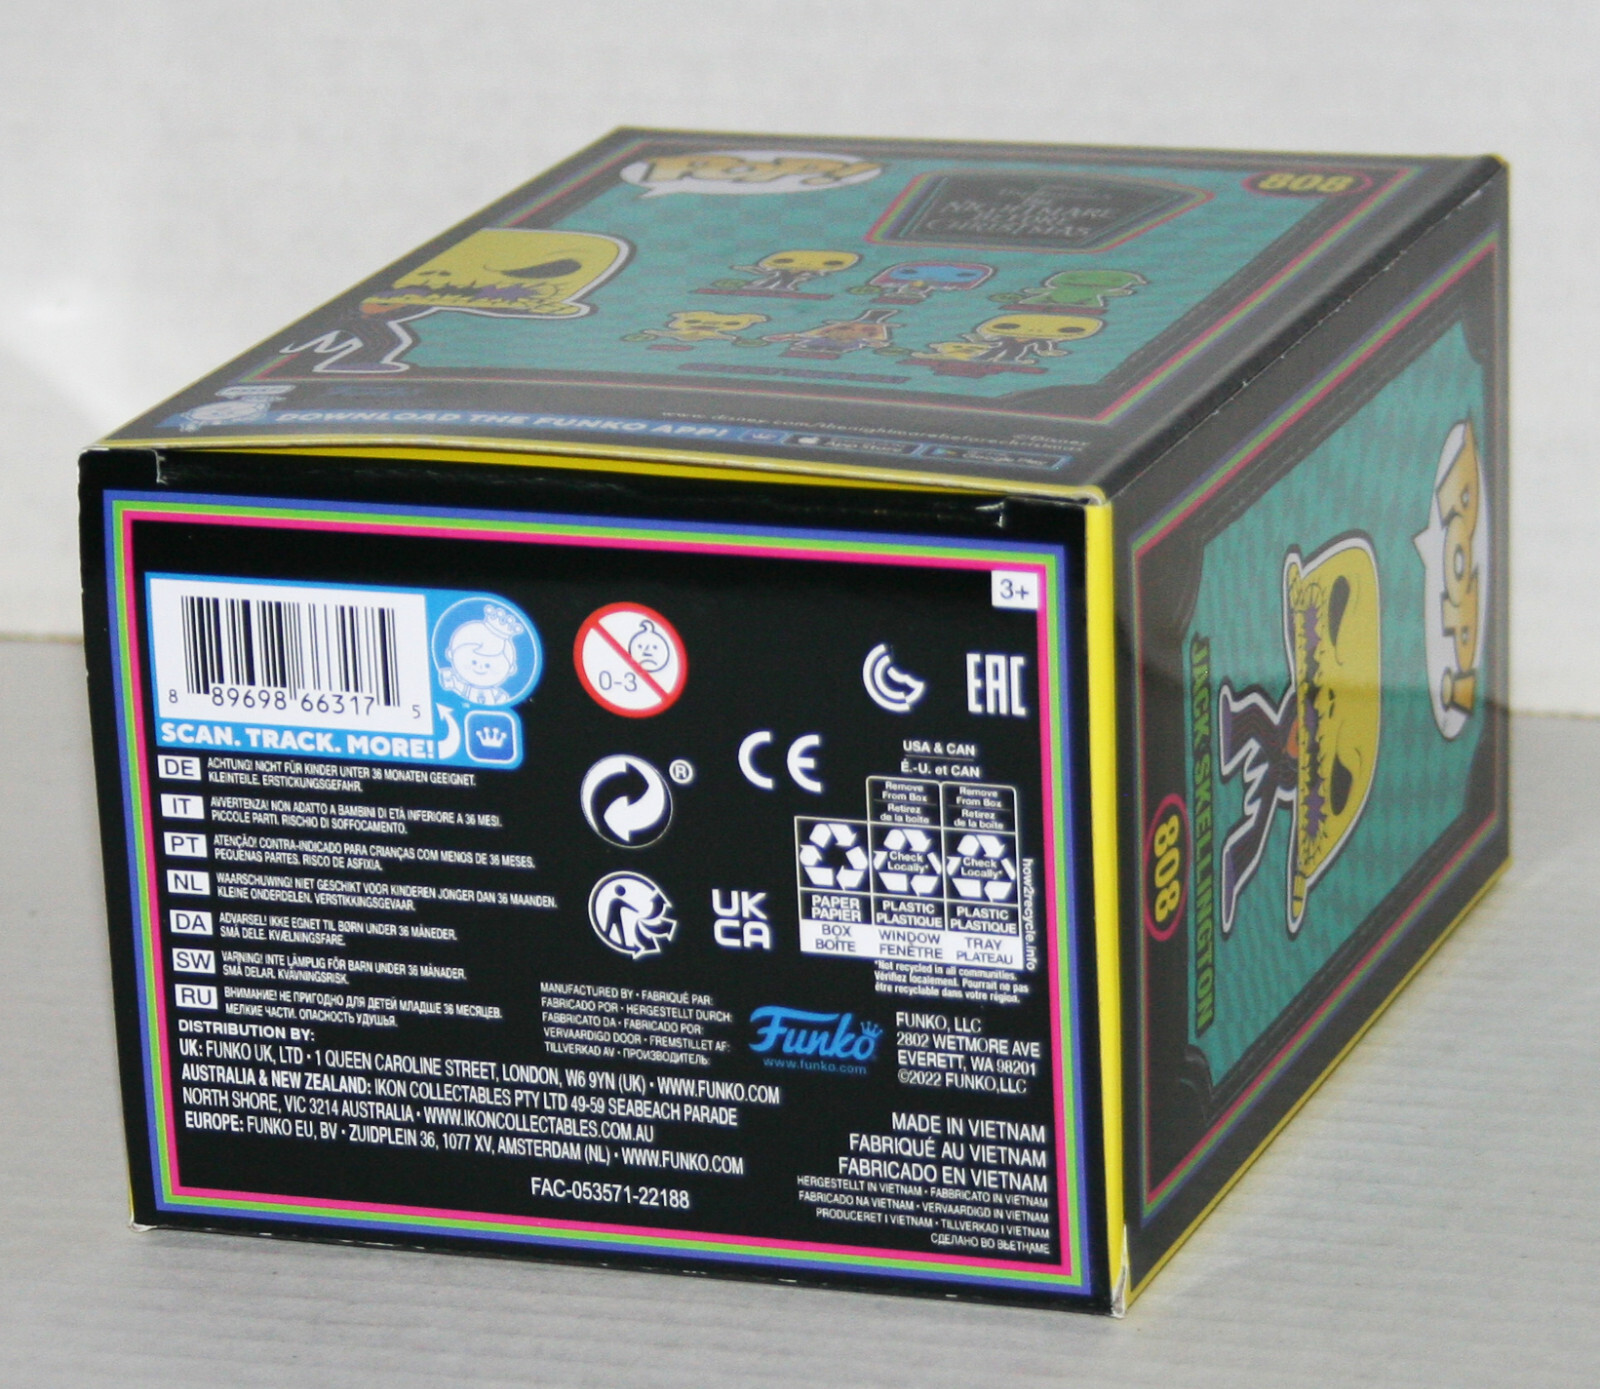 POP!
808
THE
NIGHTMARE
BEFORE
CHRISTMAS
DOWNLOAD THE FUNKO APP!
App Store
Google Play
©Disney
POP!
JACK SKELLINGTON
808
3+
8 89698 66317 5
SCAN. TRACK. MORE!
0-3
EAC
CE
®
UK
CA
DE ACHTUNG! NICHT FÜR KINDER UNTER 36 MONATEN GEEIGNET.
KLEINTEILE. ERSTICKUNGSGEFAHR.
IT AVVERTENZA! NON ADATTO A BAMBINI DI ETÀ INFERIORE A 36 MESI.
PICCOLE PARTI. RISCHIO DI SOFFOCAMENTO.
PT ATENÇÃO! CONTRA-INDICADO PARA CRIANÇAS COM MENOS DE 36 MESES.
PEQUENAS PARTES. RISCO DE ASFIXIA.
NL WAARSCHUWING! NIET GESCHIKT VOOR KINDEREN JONGER DAN 36 MAANDEN.
KLEINE ONDERDELEN. VERSTIKKINGSGEVAAR.
DA ADVARSEL! IKKE EGNET TIL BØRN UNDER 36 MÅNEDER.
SMÅ DELE. KVÆLNINGSFARE.
SW VARNING! INTE LÄMPLIG FÖR BARN UNDER 36 MÅNADER.
SMÅ DELAR. KVÄVNINGSRISK.
RU ВНИМАНИЕ! НЕ ПРИГОДНО ДЛЯ ДЕТЕЙ МЛАДШЕ 36 МЕСЯЦЕВ.
МЕЛКИЕ ЧАСТИ. ОПАСНОСТЬ УДУШЬЯ.
USA & CAN
É.-U. et CAN
Remove
From Box
Retirez
de la boîte
Remove
From Box
Retirez
de la boîte
Check
Locally*
Check
Locally*
PAPER
PAPIER
BOX
BOÎTE
PLASTIC
PLASTIQUE
WINDOW
FENÊTRE
PLASTIC
PLASTIQUE
TRAY
PLATEAU
how2recycle.info
*Not recycled in all communities.
Vérifiez localement. Pourrait ne pas
être recyclable dans votre région.
MANUFACTURED BY · FABRIQUÉ PAR:
FABRICADO POR · HERGESTELLT DURCH:
FABBRICATO DA · FABRICADO POR:
VERVAARDIGD DOOR · FREMSTILLET AF:
TILLVERKAD AV · ПРОИЗВОДИТЕЛЬ:
Funko
www.funko.com
FUNKO, LLC
2802 WETMORE AVE
EVERETT, WA 98201
©2022 FUNKO,LLC
DISTRIBUTION BY:
UK: FUNKO UK, LTD · 1 QUEEN CAROLINE STREET, LONDON, W6 9YN (UK) · WWW.FUNKO.COM
AUSTRALIA & NEW ZEALAND: IKON COLLECTABLES PTY LTD 49-59 SEABEACH PARADE
NORTH SHORE, VIC 3214 AUSTRALIA · WWW.IKONCOLLECTABLES.COM.AU
EUROPE: FUNKO EU, BV · ZUIDPLEIN 36, 1077 XV, AMSTERDAM (NL) · WWW.FUNKO.COM
FAC-053571-22188
MADE IN VIETNAM
FABRIQUÉ AU VIETNAM
FABRICADO EN VIETNAM
HERGESTELLT IN VIETNAM · FABBRICATO IN VIETNAM
FABRICADO NA VIETNAM · VERVAARDIGD IN VIETNAM
PRODUCERET I VIETNAM · TILLVERKAD I VIETNAM
СДЕЛАНО ВО ВЬЕТНАМЕ